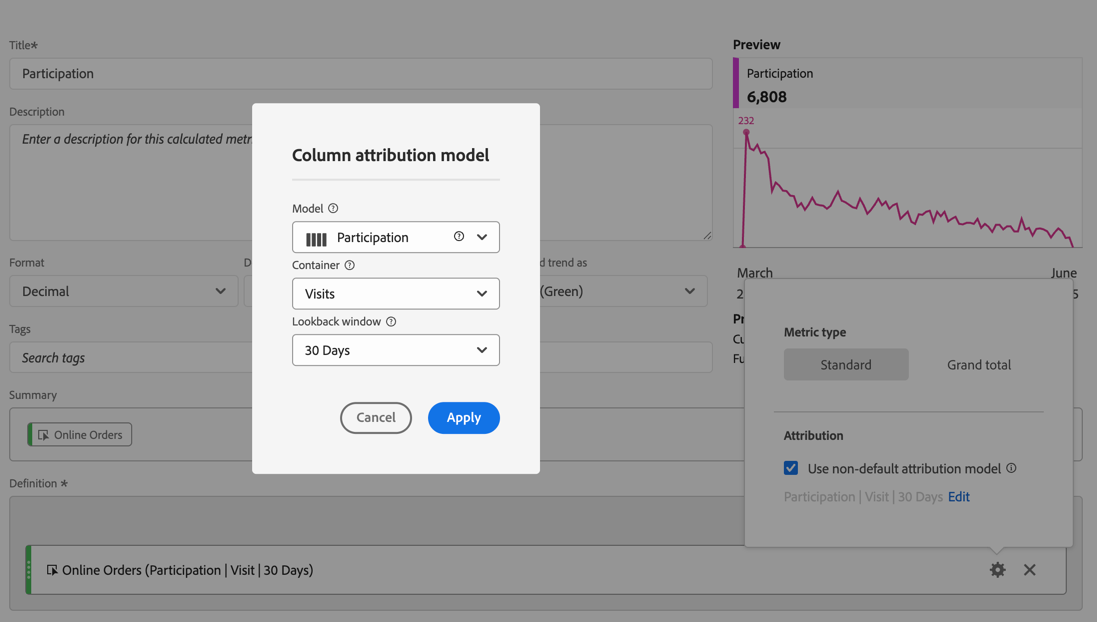 Title*
Participation
Description
Enter a description for this calculated metr
Format
D
d trend as
Decimal
(Green)
Tags
Search tags
Summary
Online Orders
Definition *
Online Orders (Participation | Visit | 30 Days)
Column attribution model
Model
Participation
Container
Visits
Lookback window
30 Days
Cancel
Apply
Preview
Participation
6,808
232
March
June
2
5
Pr
Cu
Fu
Metric type
Standard
Grand total
Attribution
Use non-default attribution model
Participation | Visit | 30 Days Edit